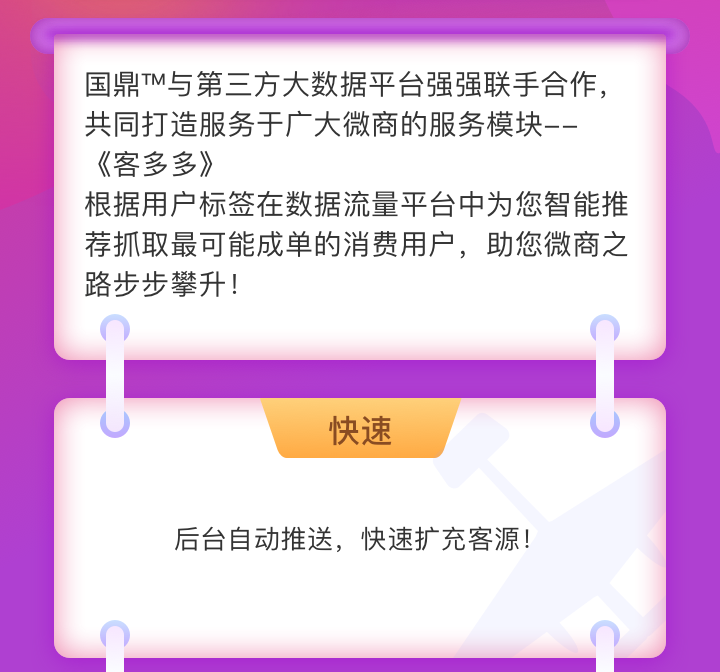 国鼎™与第三方大数据平台强强联手合作，
共同打造服务于广大微商的服务模块——
《客多多》
根据用户标签在数据流量平台中为您智能推
荐抓取最可能成单的消费用户，助您微商之
路步步攀升！
快速
后台自动推送，快速扩充客源！